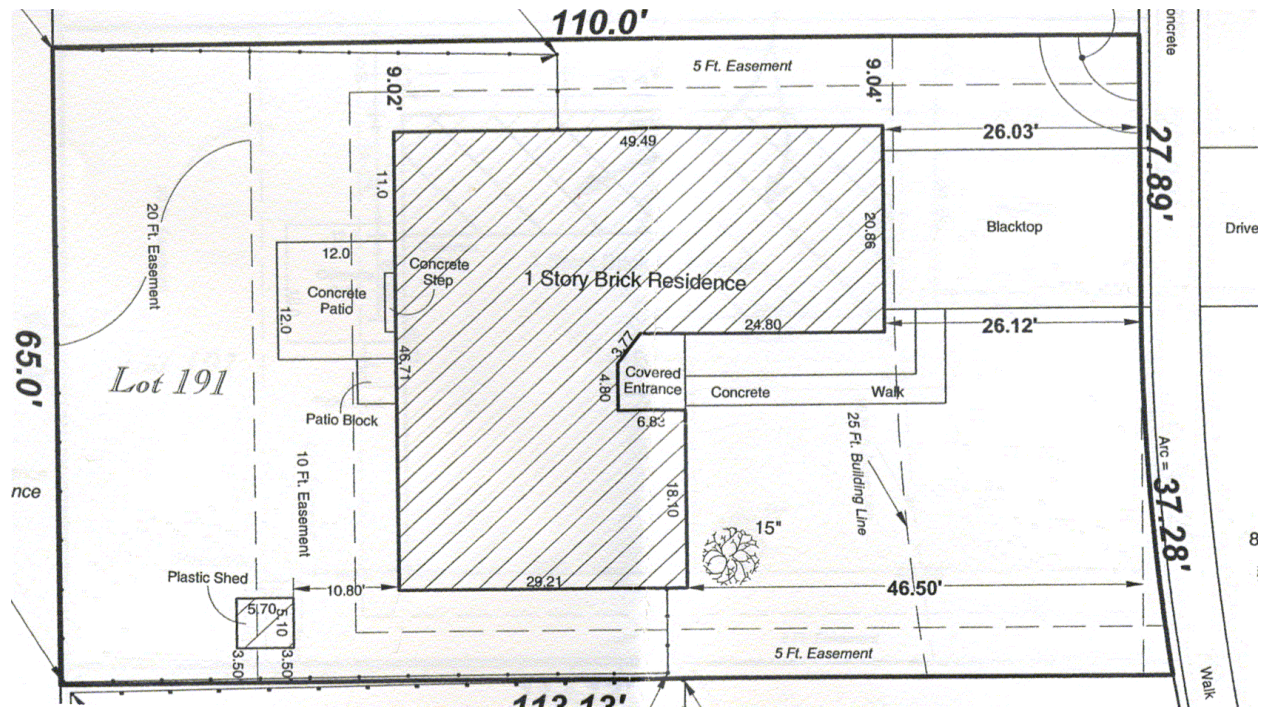 110.0'
oncrete
5 Ft. Easement
9.02'
9.04'
49.49
26.03'
27.89'
11.0
20 Ft. Easement
20.86
Blacktop
Drive
12.0
Concrete
Step
1 Story Brick Residence
Concrete
Patio
12.0
24.80
26.12'
3.77
65.0'
46.71
4.80
Covered
Entrance
Lot 191
Concrete
Walk
Patio Block
6.83
25 Ft. Building Line
Arc = 37.28'
nce
10 Ft. Easement
18.10
15"
8
Plastic Shed
5.70
5.10
10.80'
29.21
46.50'
3.50'
3.50'
5 Ft. Easement
Walk
113.13'